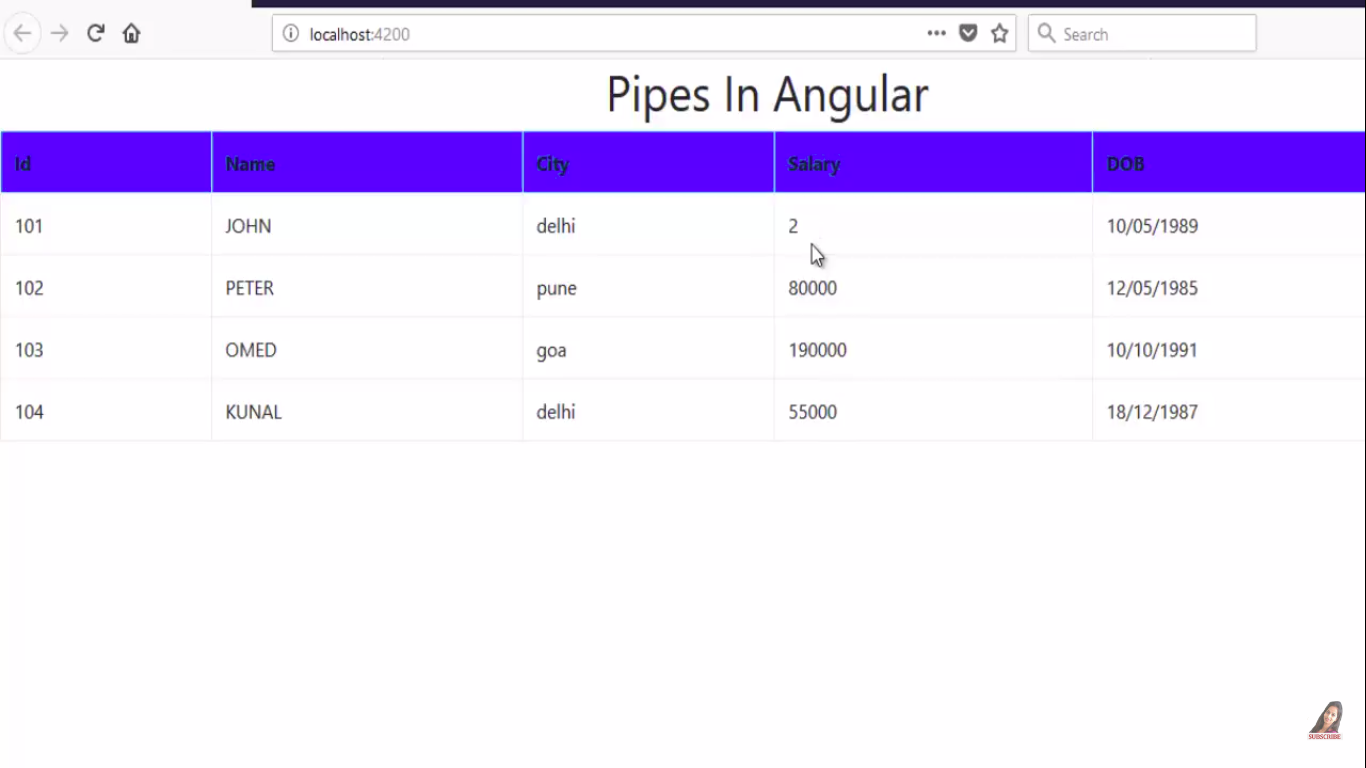 localhost:4200
Search
Pipes In Angular
Id Name City Salary DOB
101 JOHN delhi 2 10/05/1989
102 PETER pune 80000 12/05/1985
103 OMED goa 190000 10/10/1991
104 KUNAL delhi 55000 18/12/1987
SUBSCRIBE